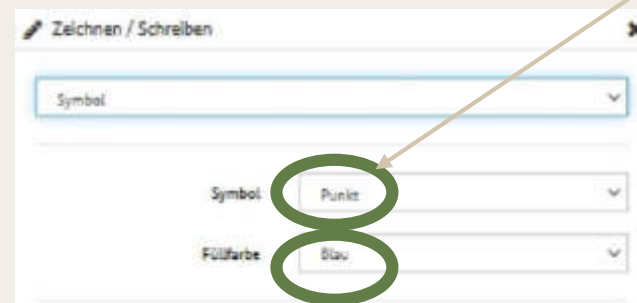 Zeichnen / Schreiben
Symbol
Symbol Punkt
Füllfarbe Blau